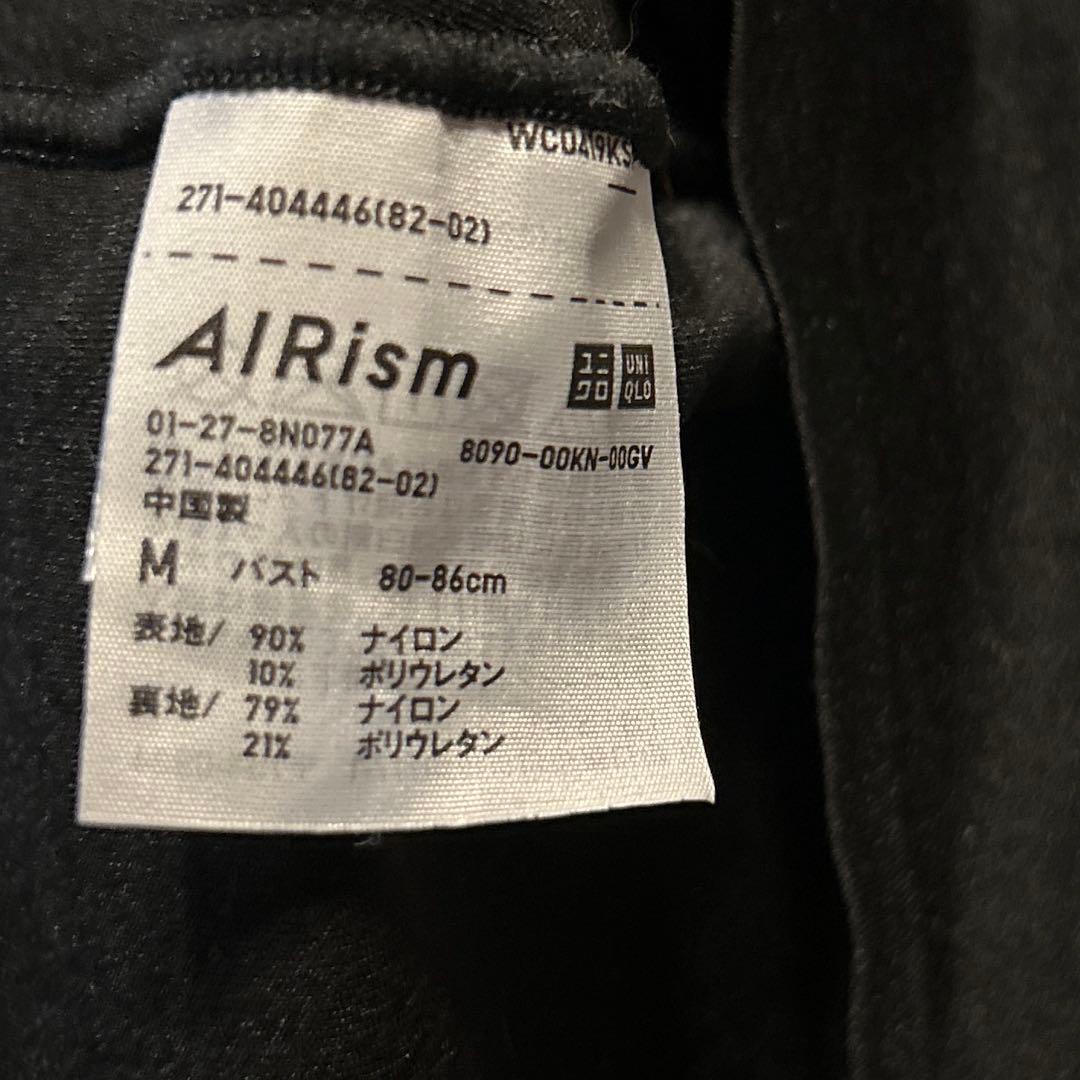 271-404446(82-02)
AIRism
ユニ
クロ
UNI
QLO
01-27-8N077A
8090-00KN-00GV
271-404446(82-02)
中国製
M バスト 80-86cm
表地/ 90% ナイロン
10% ポリウレタン
裏地/ 79% ナイロン
21% ポリウレタン